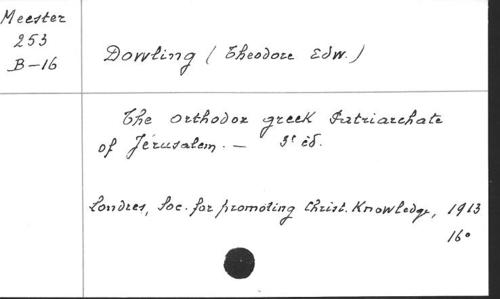 Meester
253
B-16
Dowling (Theodore Edw.)
The orthodox greek Patriarchate
of Jérusalem. — 3e éd.
Londres, Soc. for promoting Christ. Knowledge, 1913
16°